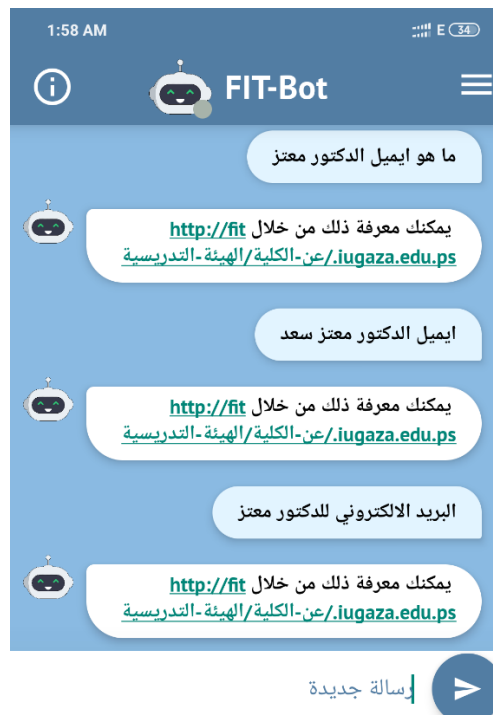 1:58 AM E 34
FIT-Bot
ما هو ايميل الدكتور معتز
يمكنك معرفة ذلك من خلال http://fit
.iugaza.edu.ps/عن-الكلية/الهيئة-التدريسية
ايميل الدكتور معتز سعد
يمكنك معرفة ذلك من خلال http://fit
.iugaza.edu.ps/عن-الكلية/الهيئة-التدريسية
البريد الالكتروني للدكتور معتز
يمكنك معرفة ذلك من خلال http://fit
.iugaza.edu.ps/عن-الكلية/الهيئة-التدريسية
رسالة جديدة